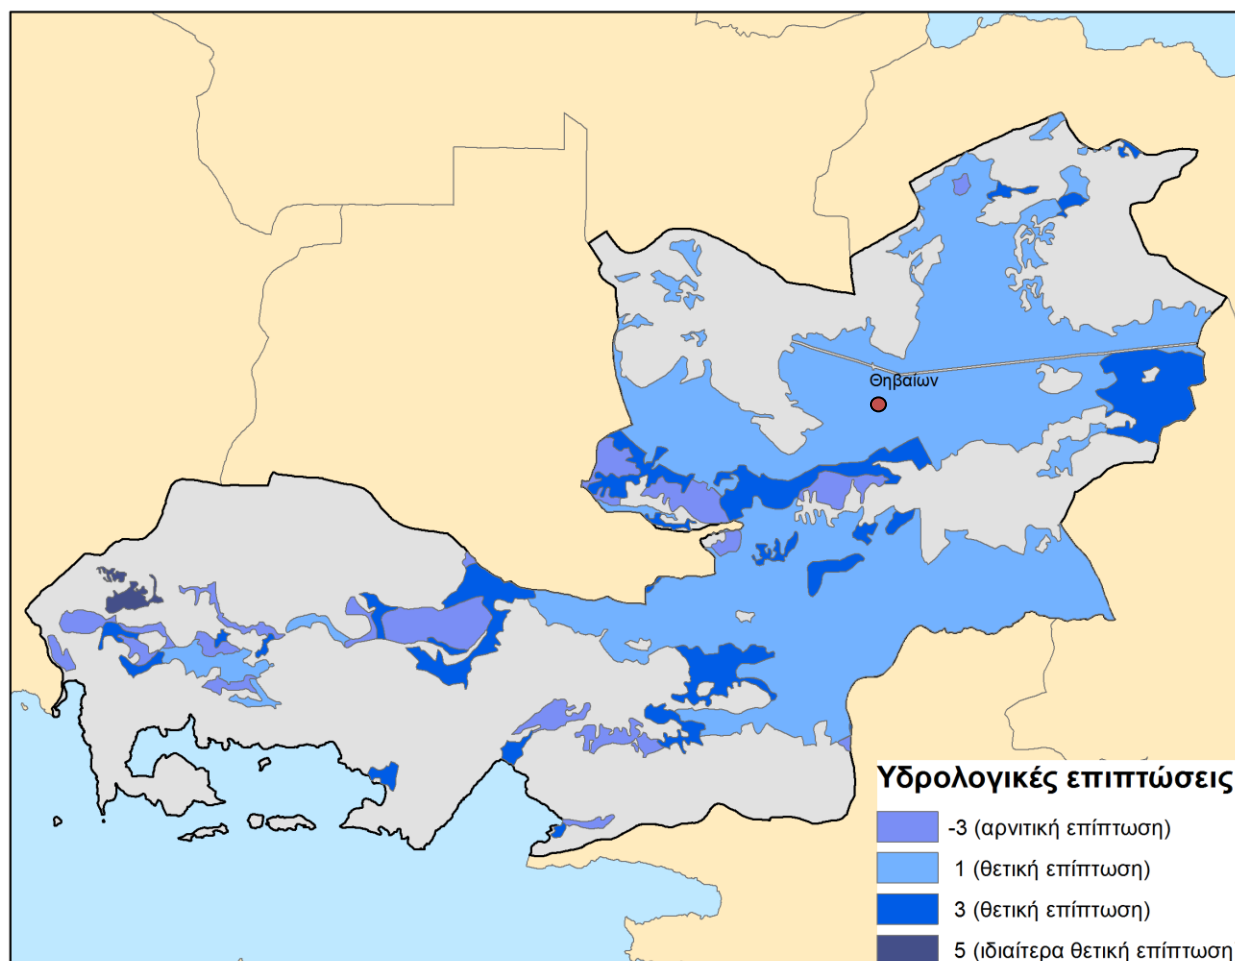 Θηβαίων
Υδρολογικές επιπτώσεις
-3 (αρνιτική επίπτωση)
1 (θετική επίπτωση)
3 (θετική επίπτωση)
5 (ιδιαίτερα θετική επίπτωση